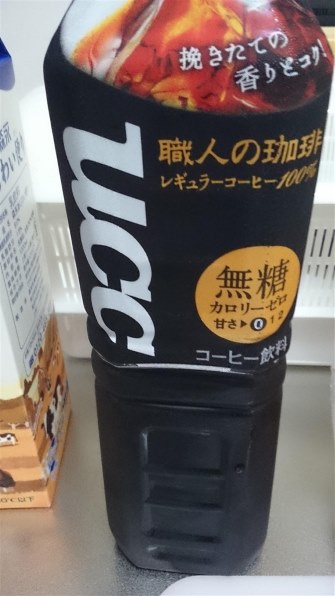 挽きたての
香りとコク!
UCC
職人の珈琲
レギュラーコーヒー100%
無糖
カロリーゼロ
甘さ▶0 1 2
コーヒー飲料